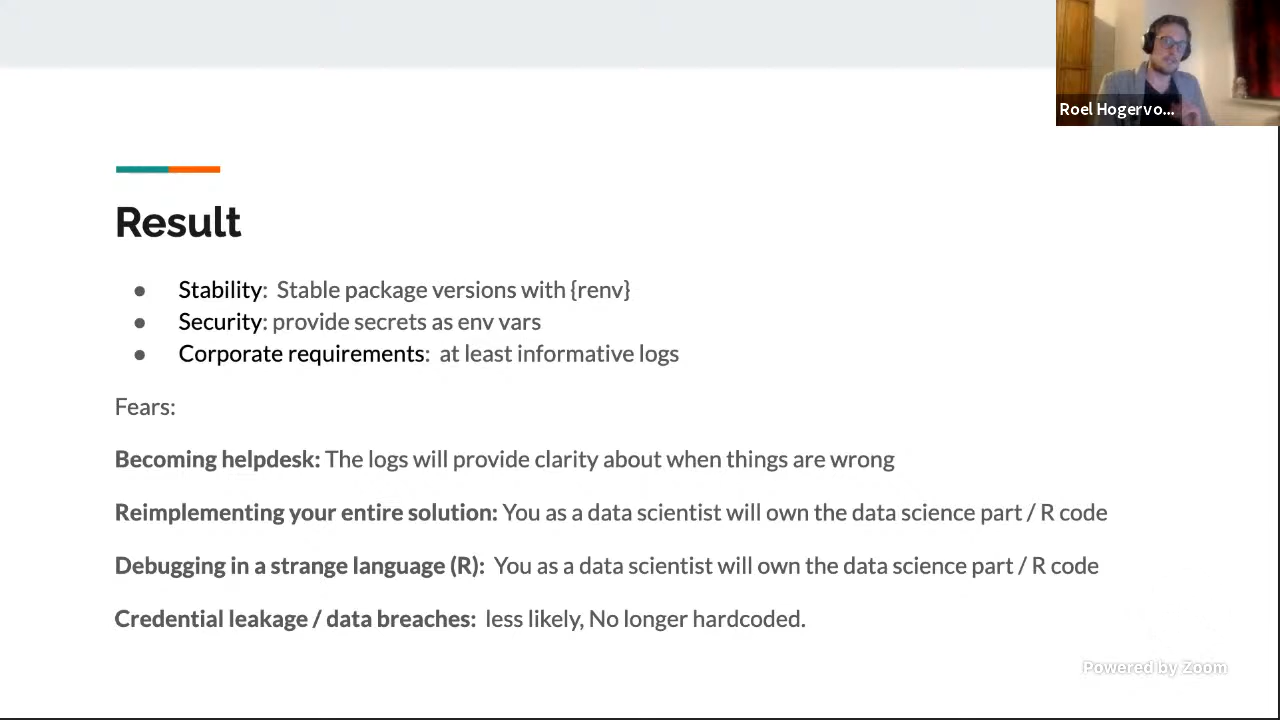 Roel Hogervo...
Result
● Stability: Stable package versions with {renv}
● Security: provide secrets as env vars
● Corporate requirements: at least informative logs
Fears:
Becoming helpdesk: The logs will provide clarity about when things are wrong
Reimplementing your entire solution: You as a data scientist will own the data science part / R code
Debugging in a strange language (R): You as a data scientist will own the data science part / R code
Credential leakage / data breaches: less likely, No longer hardcoded.
Powered by Zoom